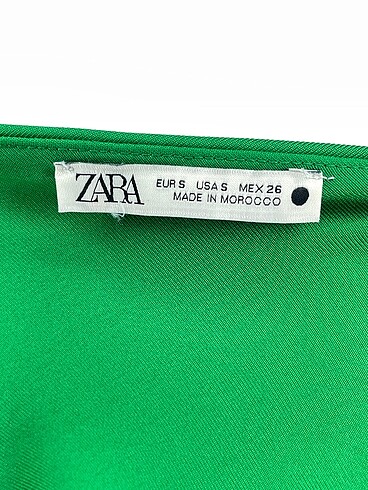 ZARA
EUR S USA S MEX 26
MADE IN MOROCCO